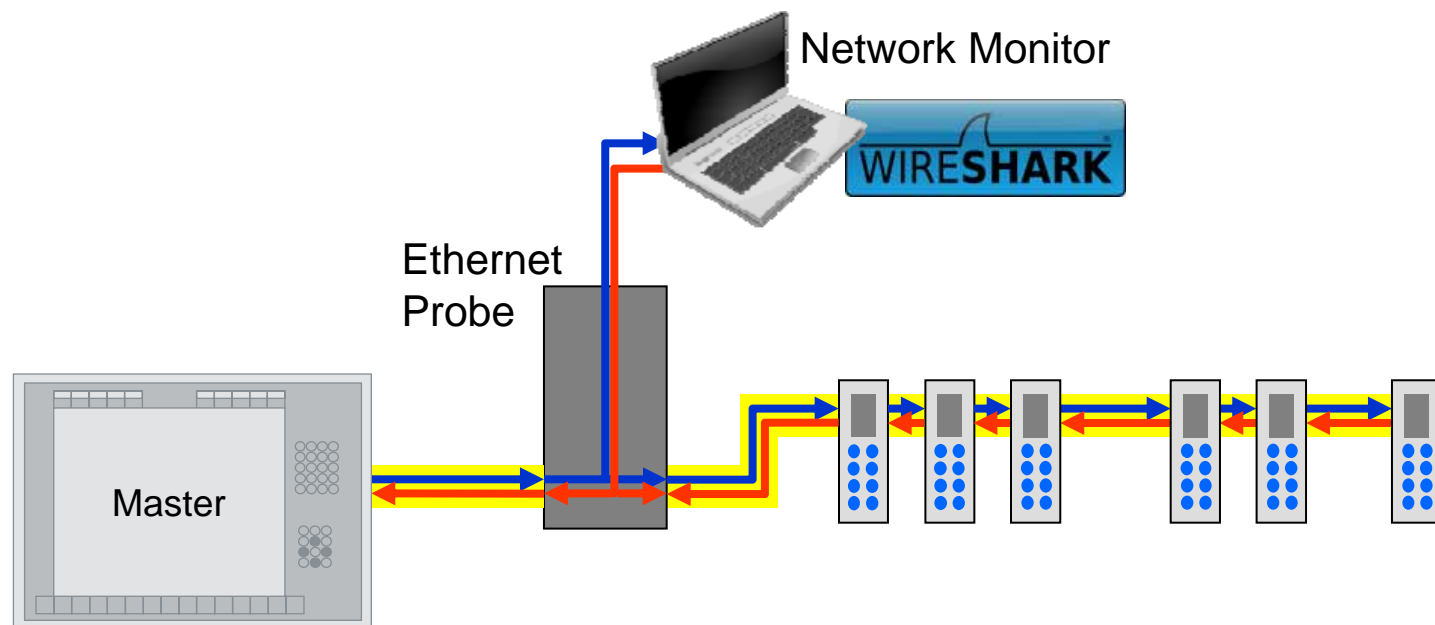 Network Monitor
WIRESHARK
Ethernet
Probe
Master